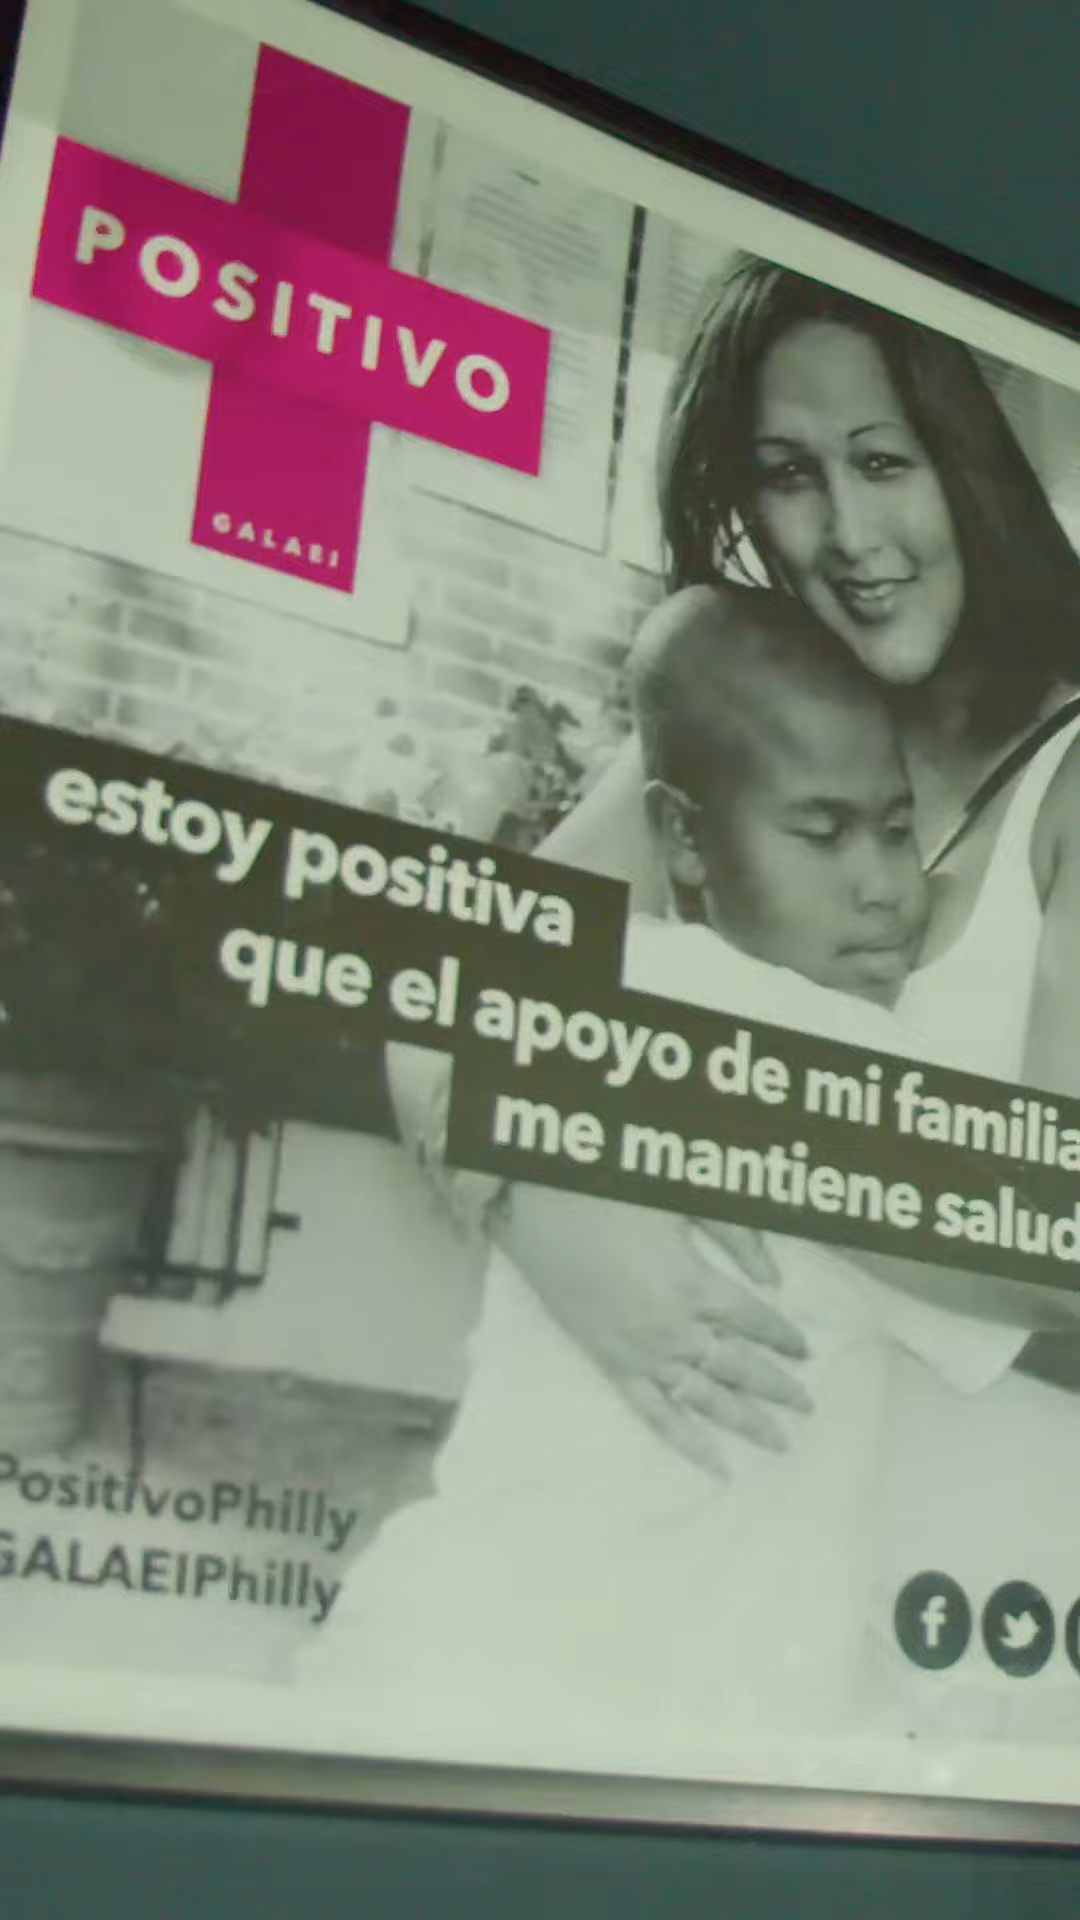 POSITIVO
GALAEI
estoy positiva
que el apoyo de mi familia
me mantiene salud
PositivoPhilly
GALAEIPhilly